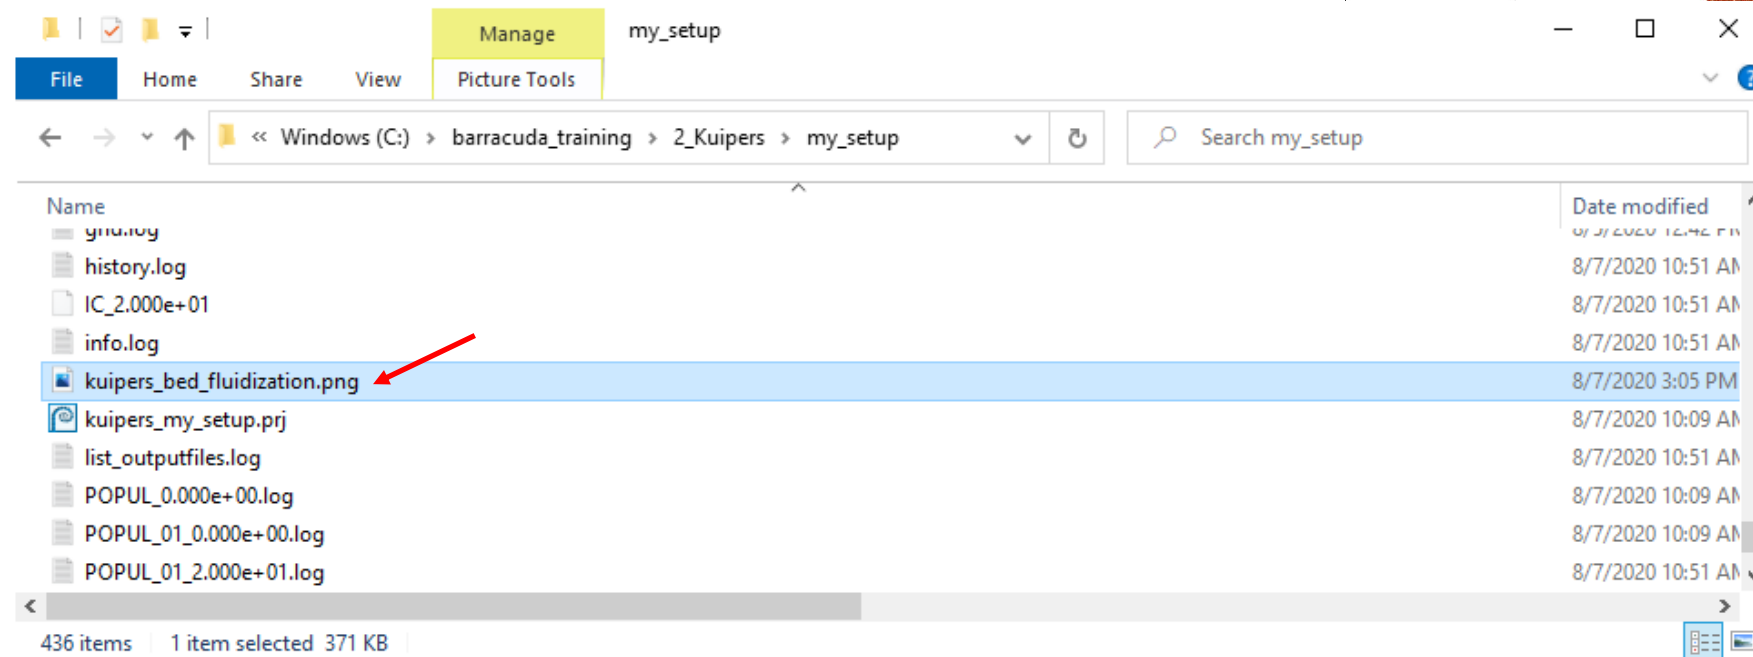 Manage my_setup
File Home Share View Picture Tools
« Windows (C:) › barracuda_training › 2_Kuipers › my_setup Search my_setup
Name Date modified
grid.log
history.log 8/7/2020 10:51 AM
IC_2.000e+01 8/7/2020 10:51 AM
info.log 8/7/2020 10:51 AM
kuipers_bed_fluidization.png 8/7/2020 3:05 PM
kuipers_my_setup.prj 8/7/2020 10:09 AM
list_outputfiles.log 8/7/2020 10:51 AM
POPUL_0.000e+00.log 8/7/2020 10:09 AM
POPUL_01_0.000e+00.log 8/7/2020 10:09 AM
POPUL_01_2.000e+01.log 8/7/2020 10:51 AM
436 items 1 item selected 371 KB